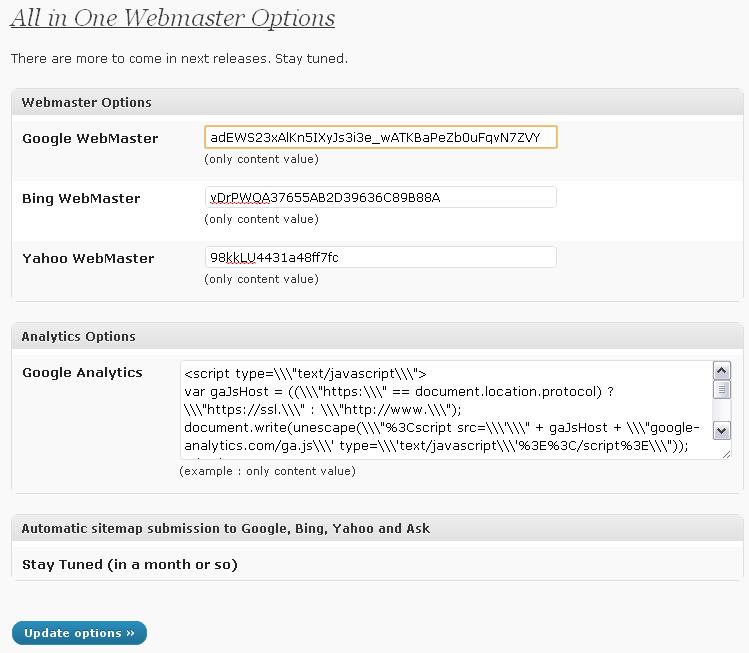 All in One Webmaster Options
There are more to come in next releases. Stay tuned.
Webmaster Options
Google WebMaster
adEWS23xAlKn5IXyJs3i3e_wATKBaPeZb0uFqvN7ZVY
(only content value)
Bing WebMaster
vDrPWQA37655AB2D39636C89B88A
(only content value)
Yahoo WebMaster
98kkLU4431a48ff7fc
(only content value)
Analytics Options
Google Analytics
<script type=\\\"text/javascript\\\">
var gaJsHost = ((\\\"https:\\\" == document.location.protocol) ?
\\\"https://ssl.\\\" : \\\"http://www.\\\");
document.write(unescape(\\\"%3Cscript src=\\\'\\\" + gaJsHost + \\\"google-
analytics.com/ga.js\\\' type=\\\'text/javascript\\\'%3E%3C/script%3E\\\"));
(example : only content value)
Automatic sitemap submission to Google, Bing, Yahoo and Ask
Stay Tuned (in a month or so)
Update options »